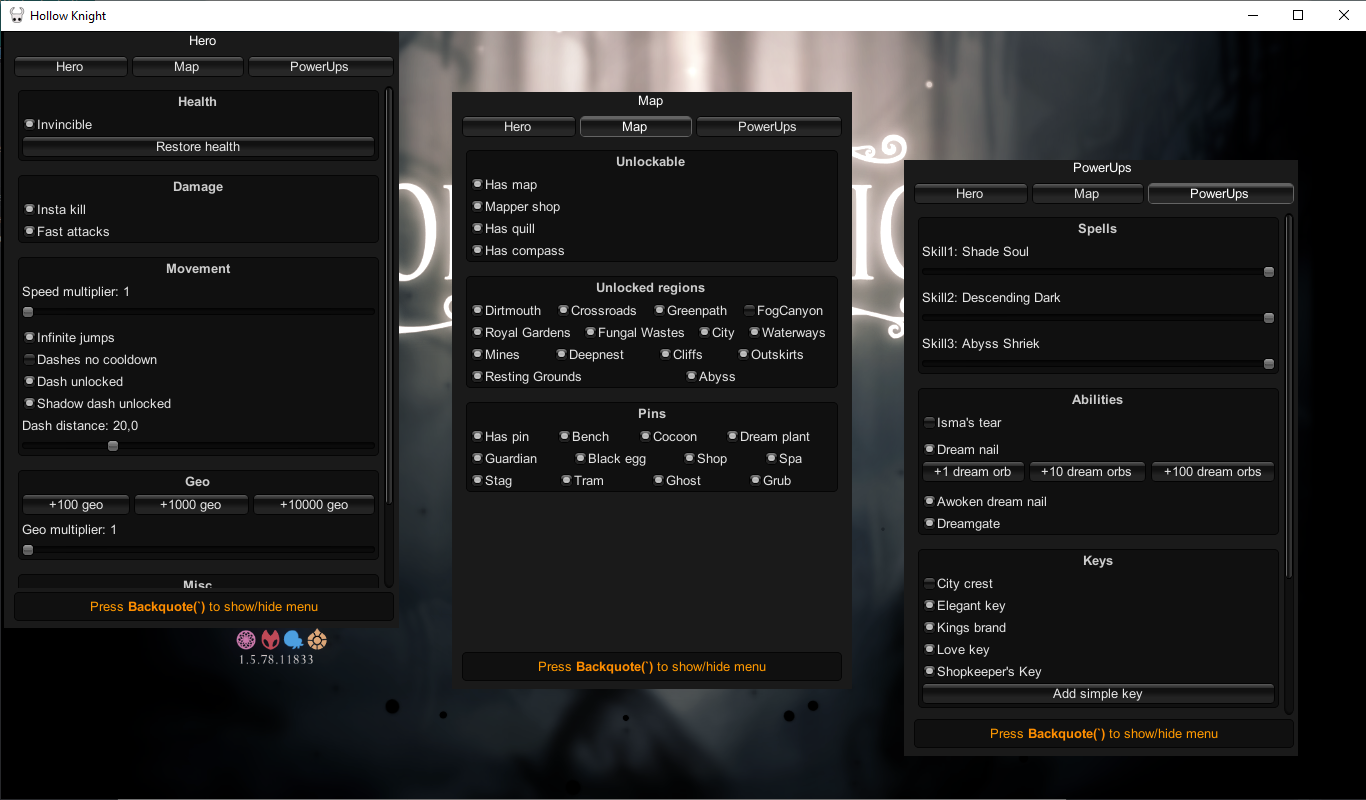 Hollow Knight
Hero
Hero Map PowerUps
Health
Invincible
Restore health
Damage
Insta kill
Fast attacks
Movement
Speed multiplier: 1
Infinite jumps
Dashes no cooldown
Dash unlocked
Shadow dash unlocked
Dash distance: 20,0
Geo
+100 geo +1000 geo +10000 geo
Geo multiplier: 1
Misc
Press Backquote(`) to show/hide menu
1.5.78.11833
Map
Hero Map PowerUps
Unlockable
Has map
Mapper shop
Has quill
Has compass
Unlocked regions
Dirtmouth Crossroads Greenpath FogCanyon
Royal Gardens Fungal Wastes City Waterways
Mines Deepnest Cliffs Outskirts
Resting Grounds Abyss
Pins
Has pin Bench Cocoon Dream plant
Guardian Black egg Shop Spa
Stag Tram Ghost Grub
Press Backquote(`) to show/hide menu
PowerUps
Hero Map PowerUps
Spells
Skill1: Shade Soul
Skill2: Descending Dark
Skill3: Abyss Shriek
Abilities
Isma's tear
Dream nail
+1 dream orb +10 dream orbs +100 dream orbs
Awoken dream nail
Dreamgate
Keys
City crest
Elegant key
Kings brand
Love key
Shopkeeper's Key
Add simple key
Press Backquote(`) to show/hide menu